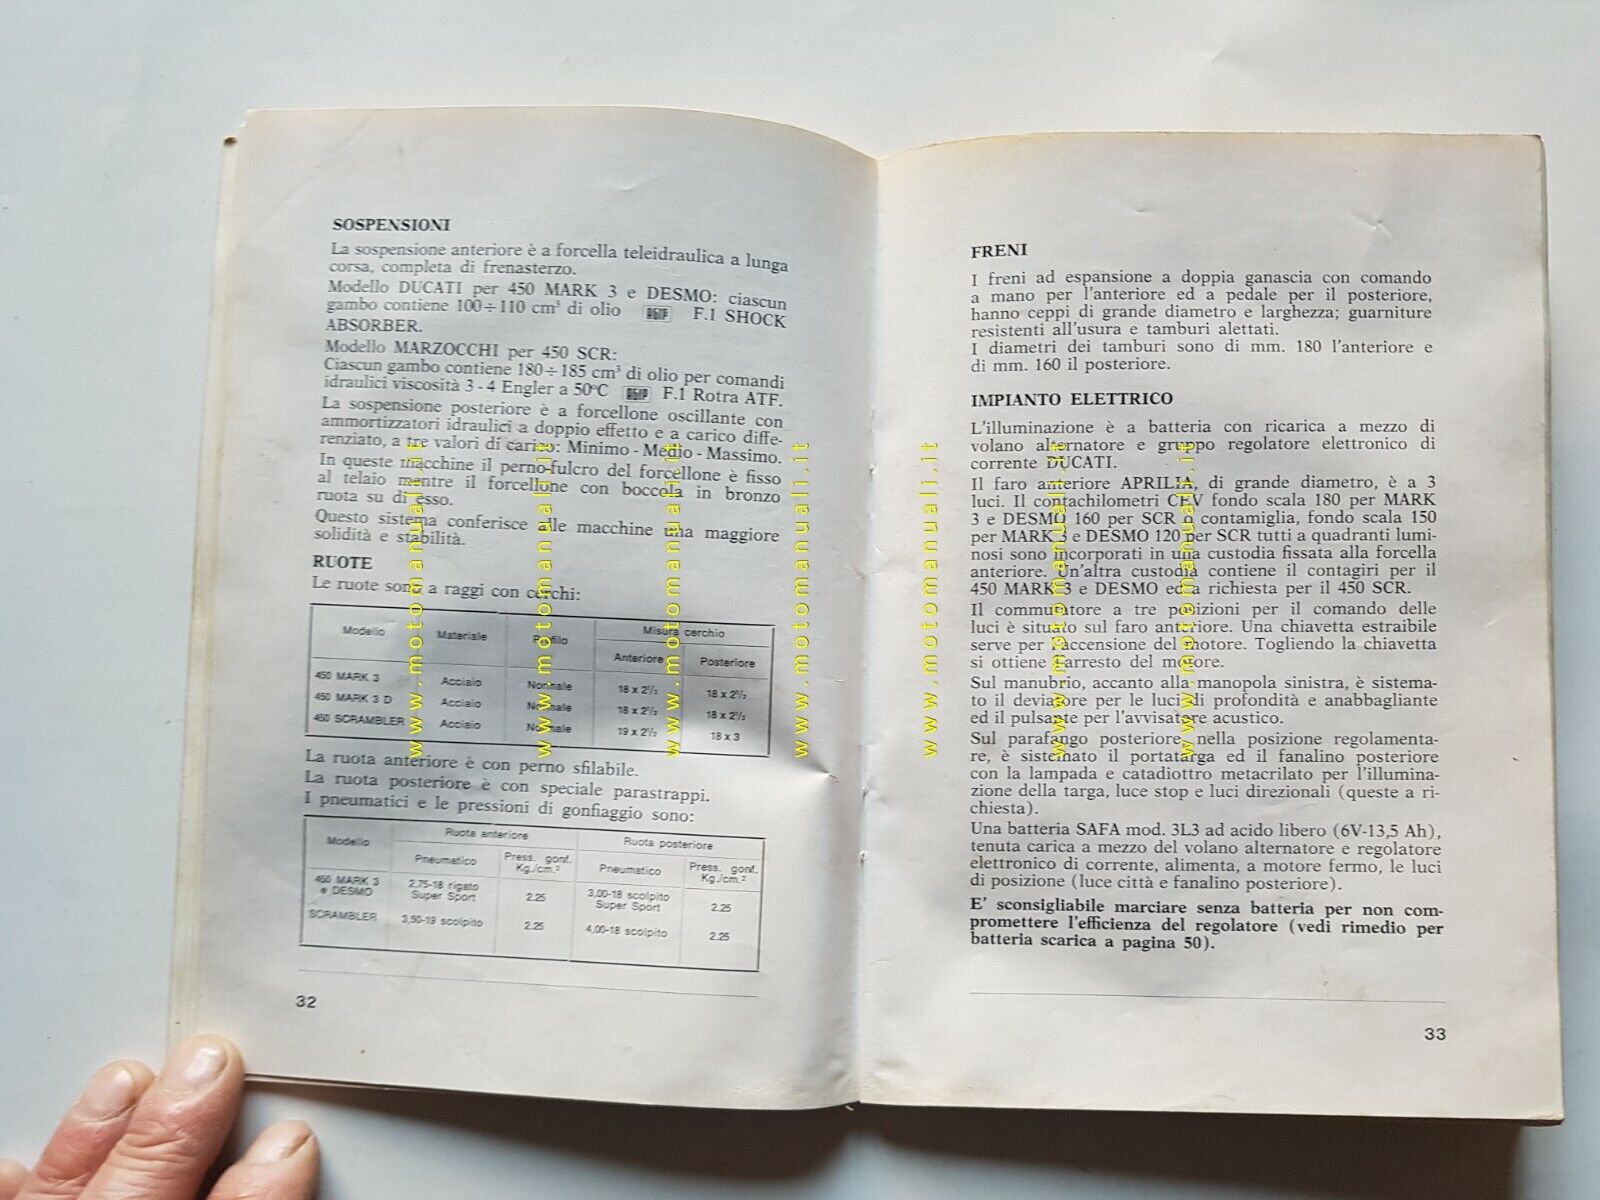 SOSPENSIONI
La sospensione anteriore è a forcella teleidraulica a lunga
corsa, completa di frenasterzo.
Modello DUCATI per 450 MARK 3 e DESMO: ciascun
gambo contiene 100÷110 cm³ di olio AGIP F.1 SHOCK
ABSORBER.
Modello MARZOCCHI per 450 SCR:
Ciascun gambo contiene 180÷185 cm³ di olio per comandi
idraulici viscosità 3-4 Engler a 50°C AGIP F.1 Rotra ATF.
La sospensione posteriore è a forcellone oscillante con
ammortizzatori idraulici a doppio effetto e a carico diffe-
renziato, a tre valori di carico: Minimo - Medio - Massimo.
In queste macchine il perno-fulcro del forcellone è fisso
al telaio mentre il forcellone con boccola in bronzo
ruota su di esso.
Questo sistema conferisce alle macchine una maggiore
solidità e stabilità.
RUOTE
Le ruote sono a raggi con cerchi:
Modello Materiale Profilo Misura cerchio
Anteriore Posteriore
450 MARK 3 Acciaio Normale 18 x 2½ 18 x 2½
450 MARK 3 D Acciaio Normale 18 x 2½ 18 x 2½
450 SCRAMBLER Acciaio Normale 19 x 2½ 18 x 3
La ruota anteriore è con perno sfilabile.
La ruota posteriore è con speciale parastrappi.
I pneumatici e le pressioni di gonfiaggio sono:
Modello Ruota anteriore Ruota posteriore
Pneumatico Press. gonf. Kg./cm.² Pneumatico Press. gonf. Kg./cm.²
450 MARK 3 e DESMO 2,75-18 rigato Super Sport 2.25 3,00-18 scolpito Super Sport 2.25
SCRAMBLER 3,50-19 scolpito 2.25 4,00-18 scolpito 2.25
32
FRENI
I freni ad espansione a doppia ganascia con comando
a mano per l'anteriore ed a pedale per il posteriore,
hanno ceppi di grande diametro e larghezza; guarniture
resistenti all'usura e tamburi alettati.
I diametri dei tamburi sono di mm. 180 l'anteriore e
di mm. 160 il posteriore.
IMPIANTO ELETTRICO
L'illuminazione è a batteria con ricarica a mezzo di
volano alternatore e gruppo regolatore elettronico di
corrente DUCATI.
Il faro anteriore APRILIA, di grande diametro, è a 3
luci. Il contachilometri CEV fondo scala 180 per MARK
3 e DESMO 160 per SCR o contamiglia, fondo scala 150
per MARK 3 e DESMO 120 per SCR tutti a quadranti lumi-
nosi sono incorporati in una custodia fissata alla forcella
anteriore. Un'altra custodia contiene il contagiri per il
450 MARK 3 e DESMO ed a richiesta per il 450 SCR.
Il commutatore a tre posizioni per il comando delle
luci è situato sul faro anteriore. Una chiavetta estraibile
serve per l'accensione del motore. Togliendo la chiavetta
si ottiene l'arresto del motore.
Sul manubrio, accanto alla manopola sinistra, è sistema-
to il deviatore per le luci di profondità e anabbagliante
ed il pulsante per l'avvisatore acustico.
Sul parafango posteriore nella posizione regolamenta-
re, è sistemato il portatarga ed il fanalino posteriore
con la lampada e catadiottro metacrilato per l'illumina-
zione della targa, luce stop e luci direzionali (queste a ri-
chiesta).
Una batteria SAFA mod. 3L3 ad acido libero (6V-13,5 Ah),
tenuta carica a mezzo del volano alternatore e regolatore
elettronico di corrente, alimenta, a motore fermo, le luci
di posizione (luce città e fanalino posteriore).
E' sconsigliabile marciare senza batteria per non com-
promettere l'efficienza del regolatore (vedi rimedio per
batteria scarica a pagina 50).
33
www.motomanuali.it
www.motomanuali.it
www.motomanuali.it
www.motomanuali.it
www.motomanuali.it
www.motomanuali.it
www.motomanuali.it